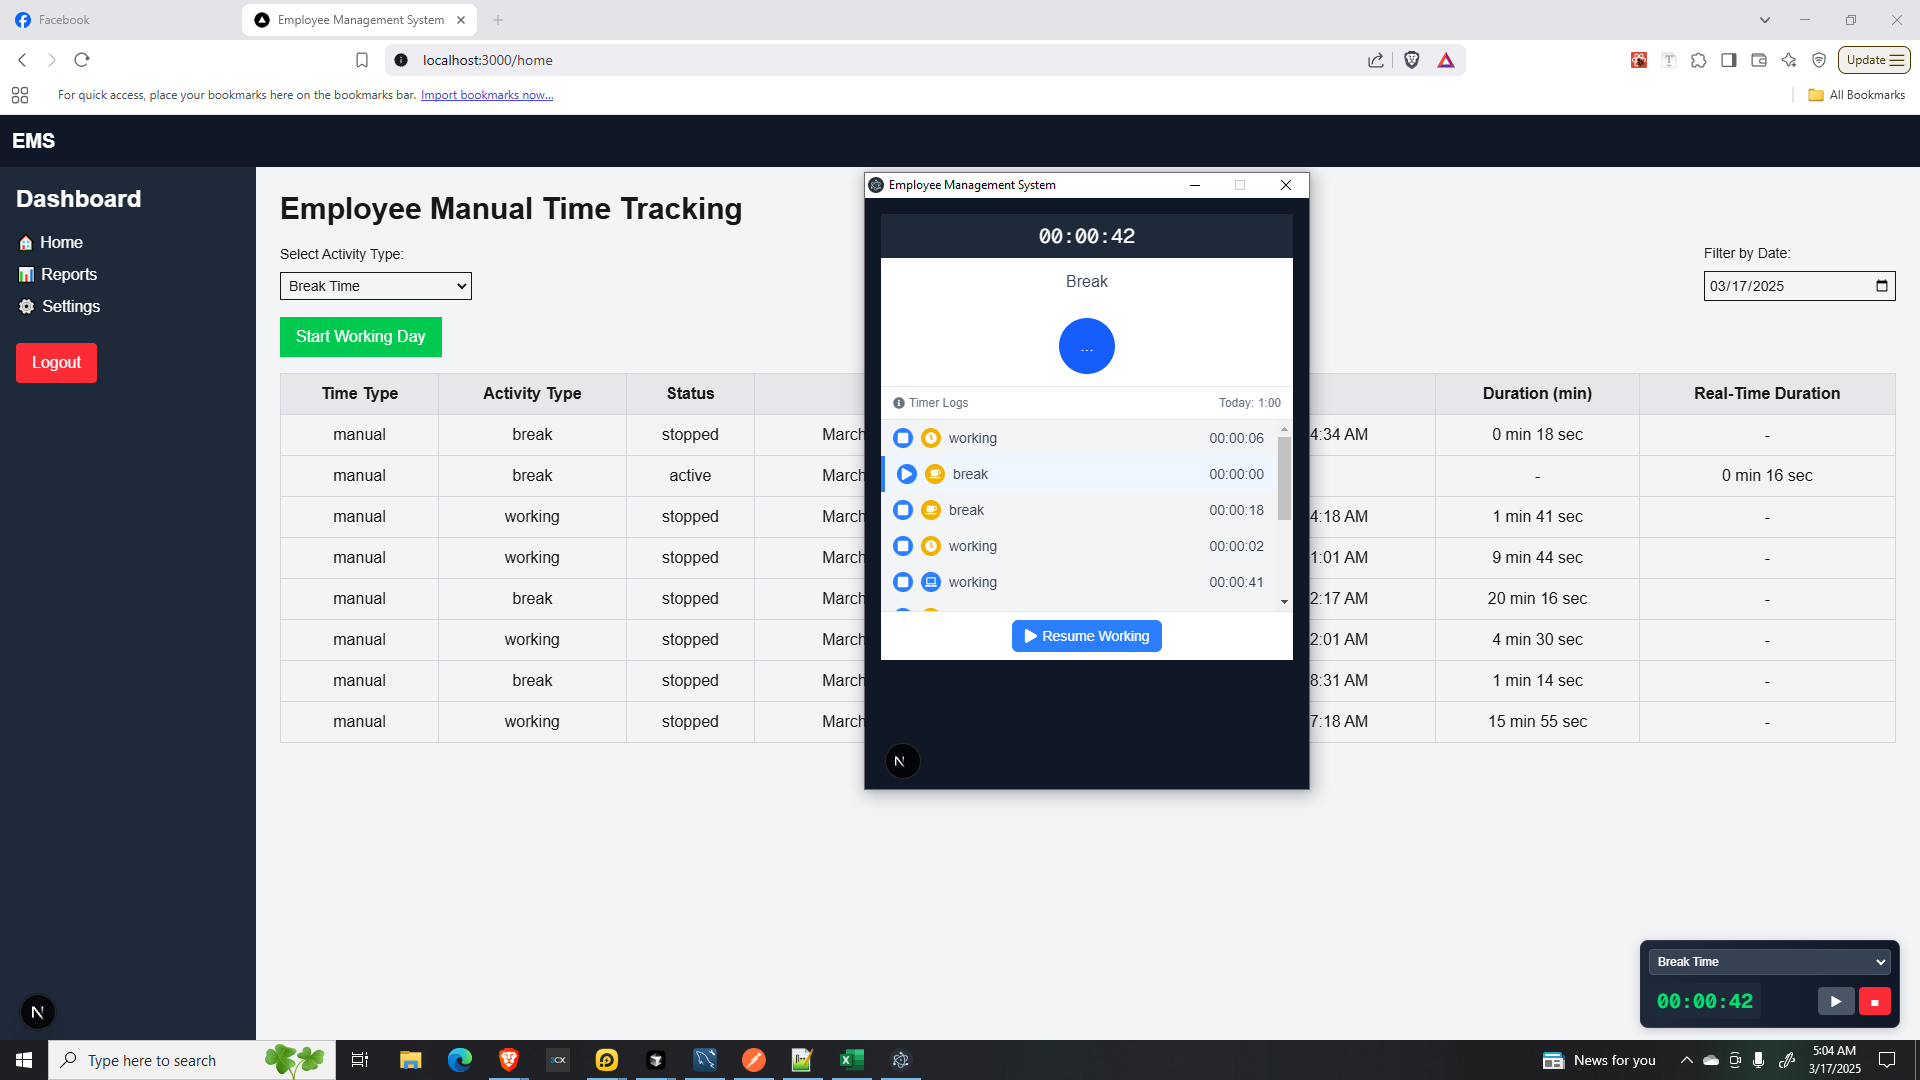 Facebook
Employee Management System
localhost:3000/home
Update
For quick access, place your bookmarks here on the bookmarks bar. Import bookmarks now...
All Bookmarks
EMS
Dashboard
Home
Reports
Settings
Logout
Employee Manual Time Tracking
Select Activity Type:
Break Time
Filter by Date:
03/17/2025
Start Working Day
Time Type Activity Type Status Duration (min) Real-Time Duration
manual break stopped March 4:34 AM 0 min 18 sec -
manual break active March - 0 min 16 sec
manual working stopped March 4:18 AM 1 min 41 sec -
manual working stopped March 1:01 AM 9 min 44 sec -
manual break stopped March 2:17 AM 20 min 16 sec -
manual working stopped March 2:01 AM 4 min 30 sec -
manual break stopped March 8:31 AM 1 min 14 sec -
manual working stopped March 7:18 AM 15 min 55 sec -
Employee Management System
00:00:42
Break
...
Timer Logs Today: 1:00
working 00:00:06
break 00:00:00
break 00:00:18
working 00:00:02
working 00:00:41
Resume Working
N
Break Time
00:00:42
N
Type here to search
News for you
5:04 AM
3/17/2025